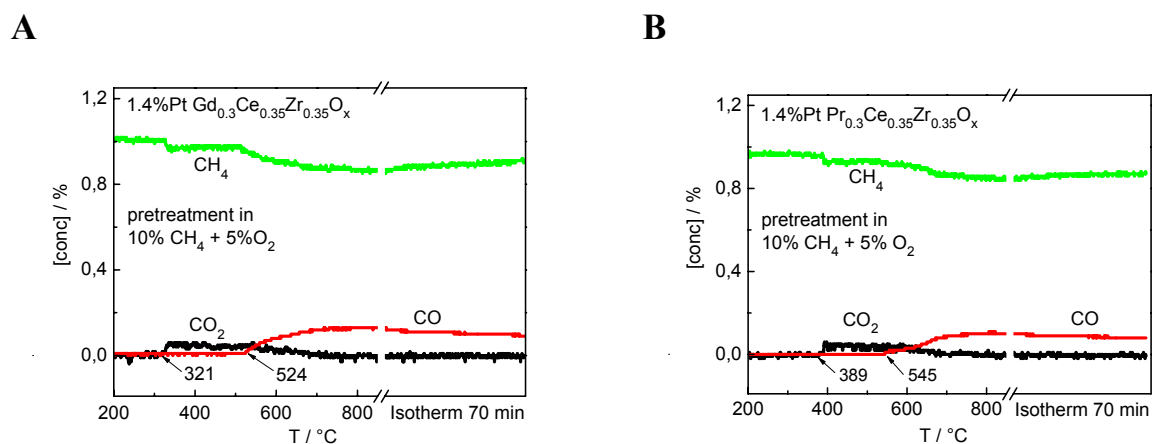 A
1,2
1.4%Pt Gd0.3Ce0.35Zr0.35Ox
CH4
0,8
pretreatment in
10% CH4 + 5%O2
[conc] / %
0,4
CO2
CO
0,0
321
524
200 400 600 800
Isotherm 70 min
T / °C
B
1,2
1.4%Pt Pr0.3Ce0.35Zr0.35Ox
CH4
0,8
pretreatment in
10% CH4 + 5% O2
[conc] / %
0,4
CO2
CO
0,0
389
545
200 400 600 800
Isotherm 70 min
T / °C